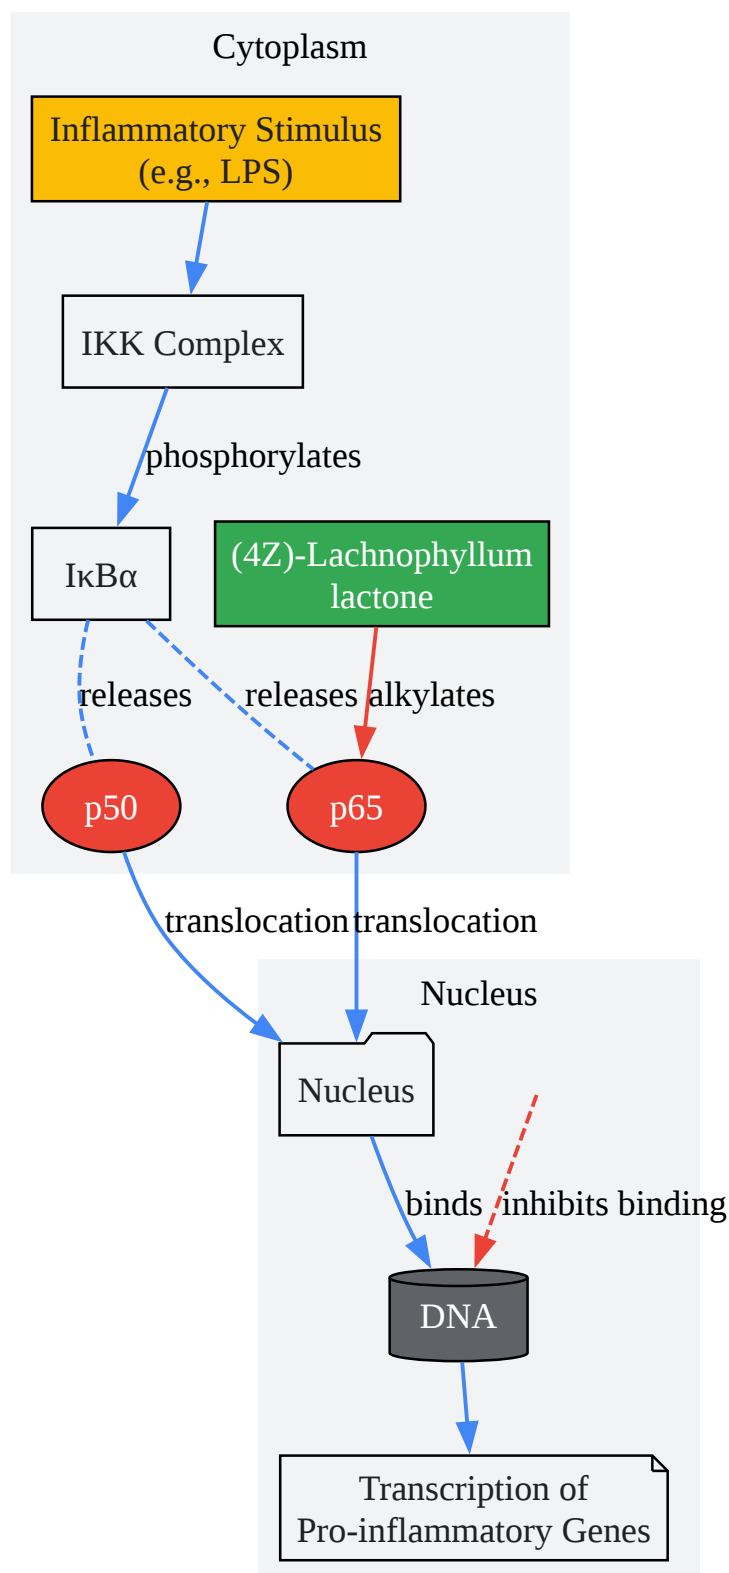 Cytoplasm
Inflammatory Stimulus
(e.g., LPS)
IKK Complex
phosphorylates
IκBα
(4Z)-Lachnophyllum
lactone
releases
releases
alkylates
p50
p65
translocation
translocation
Nucleus
Nucleus
binds
inhibits binding
DNA
Transcription of
Pro-inflammatory Genes